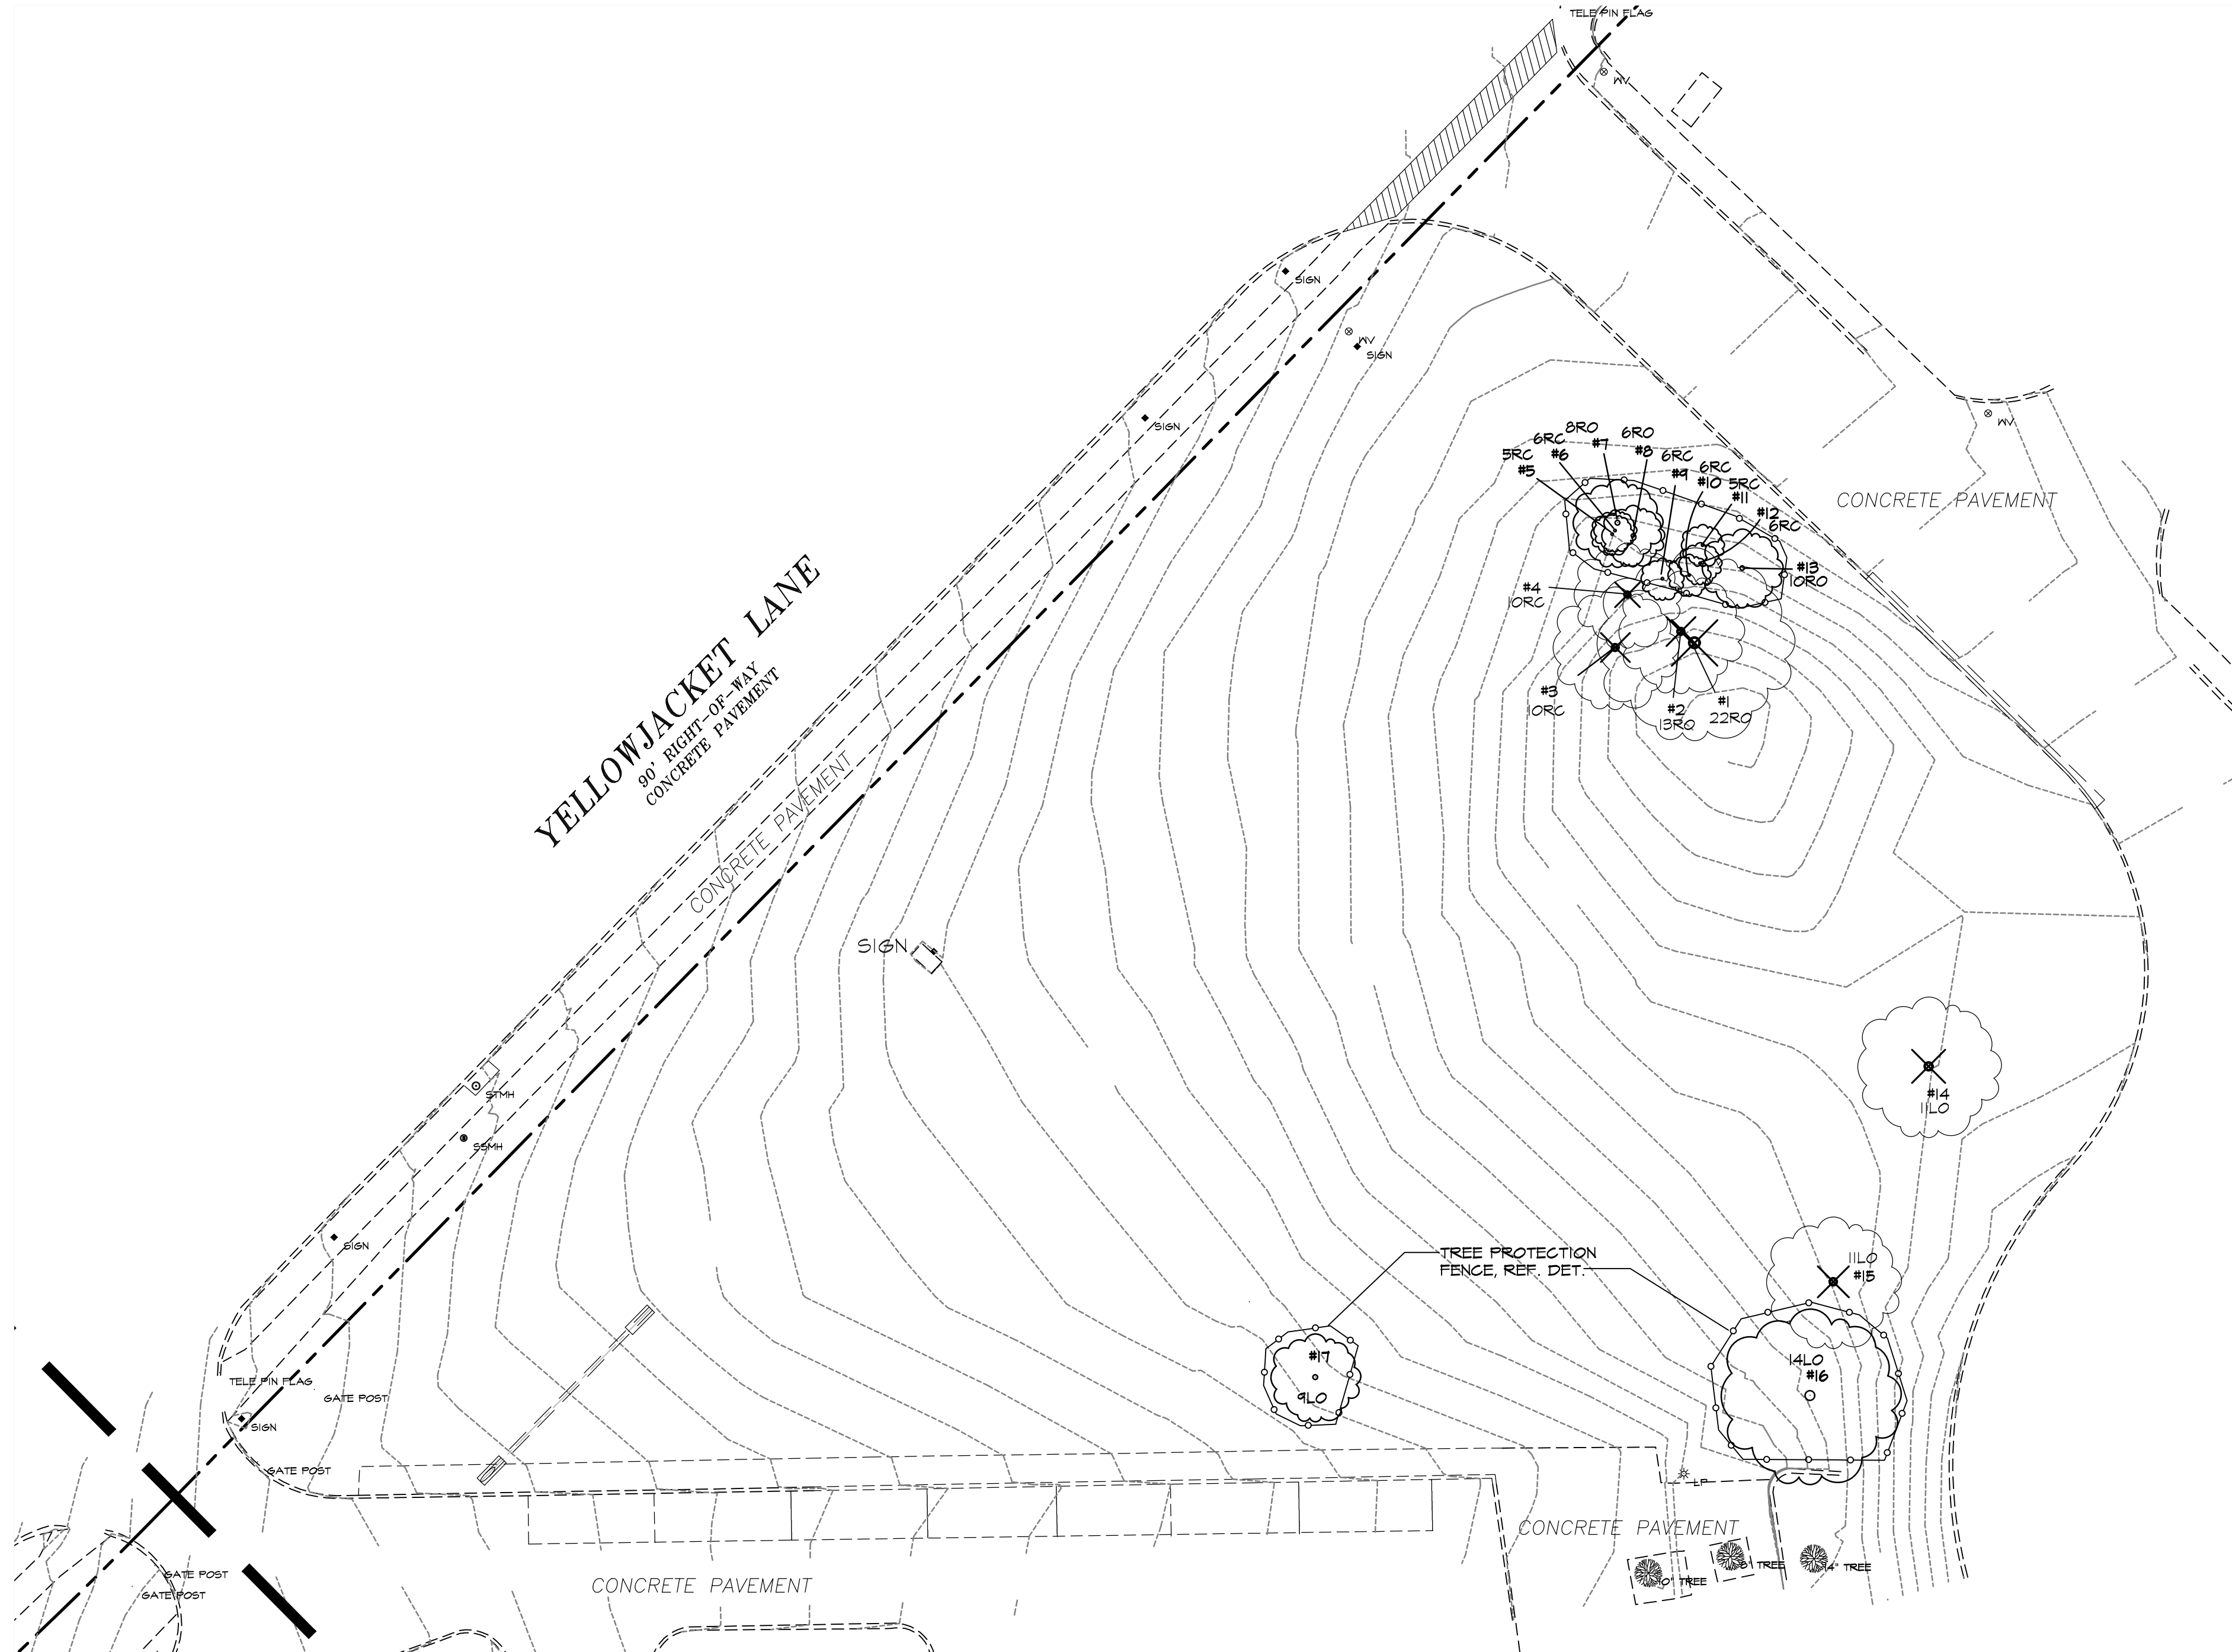 TELE PIN FLAG
WV
SIGN
WV
SIGN
SIGN
WV
CONCRETE PAVEMENT
8RO
#7
6RO
#8
6RC
#6
5RC
#5
6RC
#9
6RC
#10
5RC
#11
#12
6RC
#13
10RO
#4
10RC
#3
10RC
#2
13RO
#1
22RO
YELLOWJACKET LANE
90' RIGHT-OF-WAY
CONCRETE PAVEMENT
CONCRETE PAVEMENT
SIGN
STMH
SSMH
#14
11LO
SIGN
TREE PROTECTION
FENCE, REF. DET.
11LO
#15
14LO
#16
#17
9LO
TELE PIN FLAG
GATE POST
SIGN
GATE POST
LP
CONCRETE PAVEMENT
GATE POST
GATE POST
CONCRETE PAVEMENT
TREE
TREE
TREE